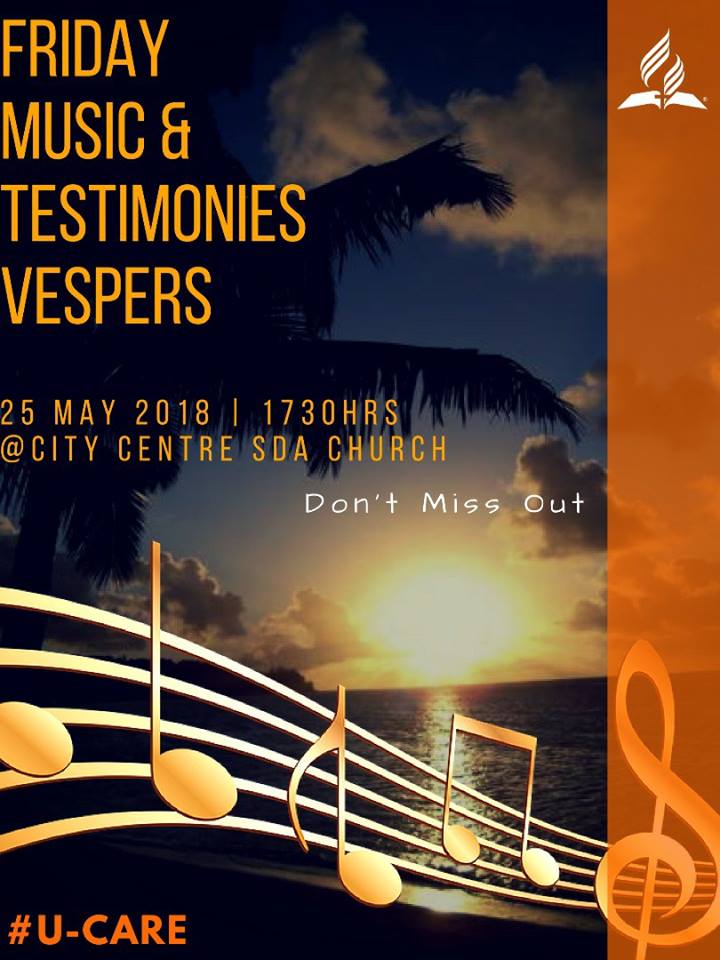 FRIDAY
MUSIC &
TESTIMONIES
VESPERS
25 MAY 2018 | 1730HRS
@CITY CENTRE SDA CHURCH
Don't Miss Out
#U-CARE